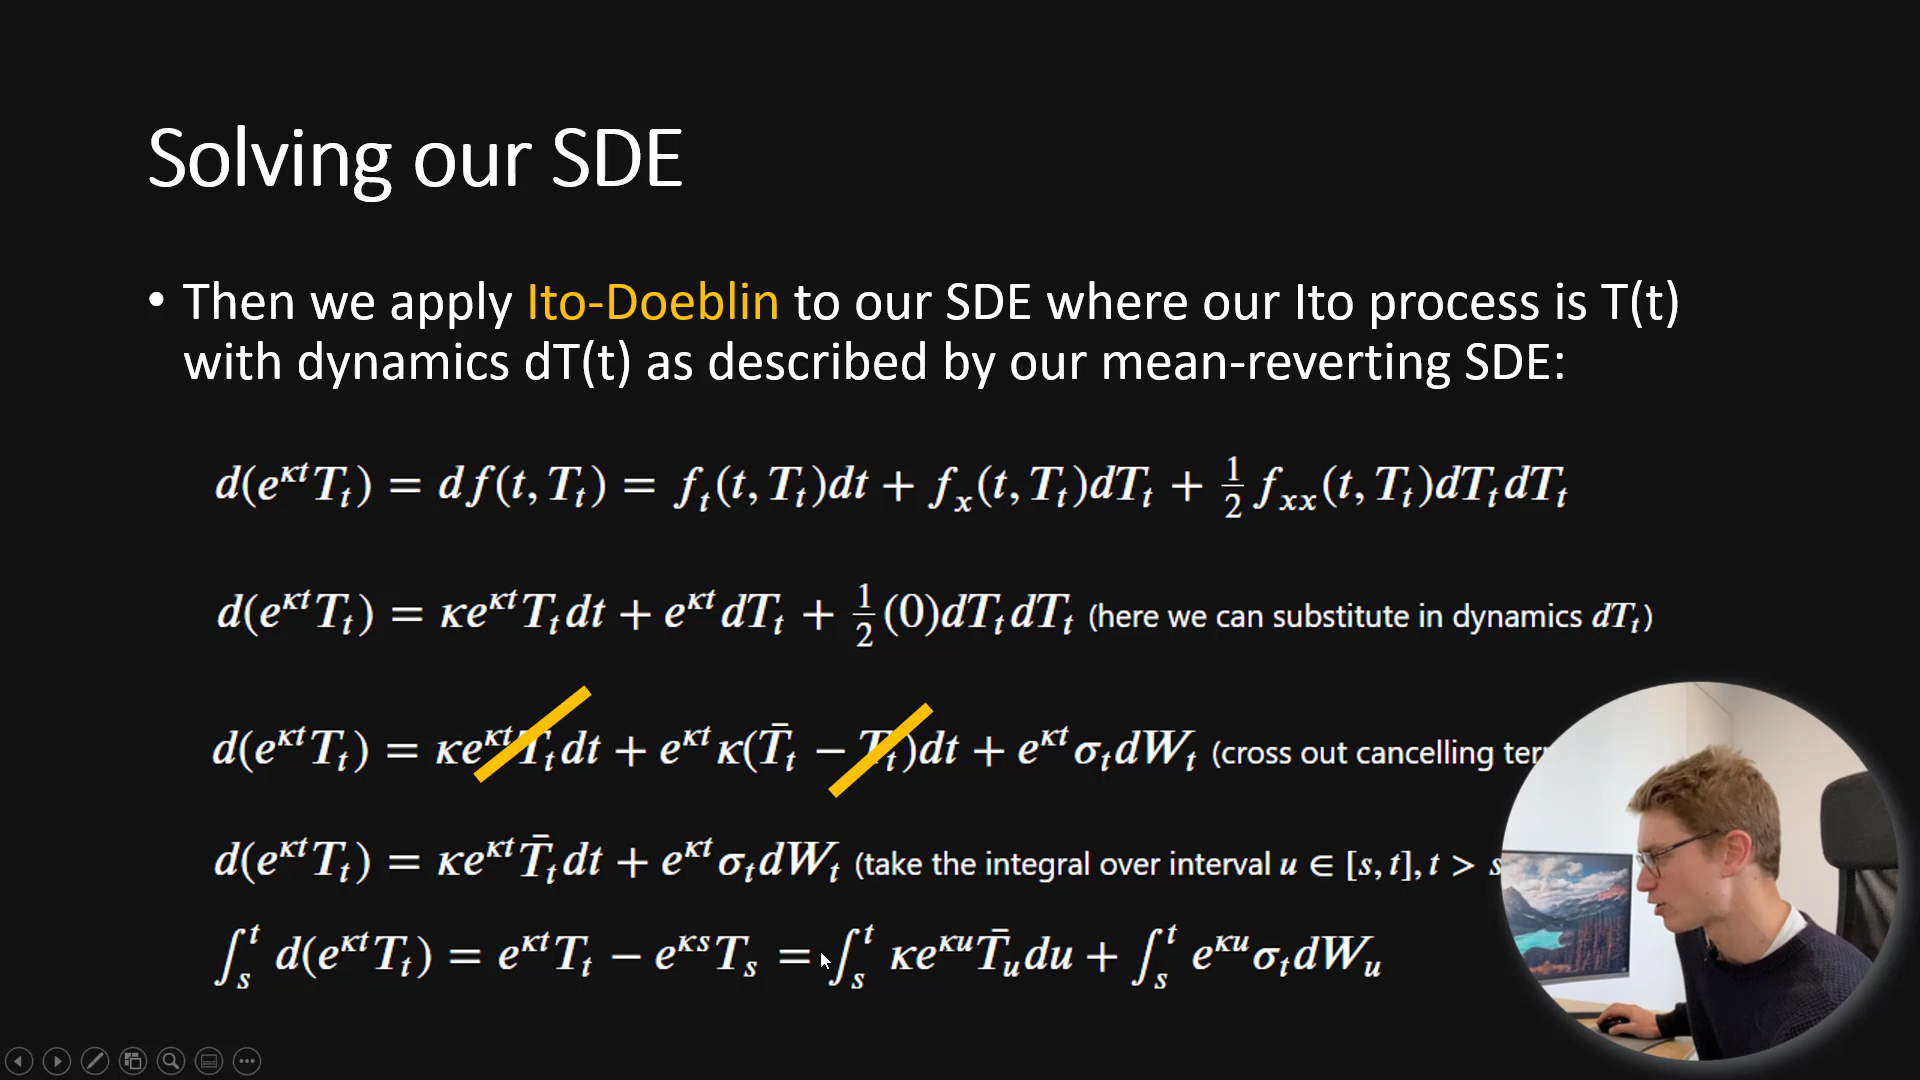 Solving our SDE
• Then we apply Ito-Doeblin to our SDE where our Ito process is T(t)
with dynamics dT(t) as described by our mean-reverting SDE:
d(e^{κt}T_t) = df(t, T_t) = f_t(t, T_t)dt + f_x(t, T_t)dT_t + \frac{1}{2} f_{xx}(t, T_t)dT_t dT_t
d(e^{κt}T_t) = κe^{κt}T_t dt + e^{κt} dT_t + \frac{1}{2}(0)dT_t dT_t (here we can substitute in dynamics dT_t)
d(e^{κt}T_t) = κe^{κt}T_t dt + e^{κt} κ(\bar{T}_t − T_t)dt + e^{κt} σ_t dW_t (cross out cancelling
d(e^{κt}T_t) = κe^{κt}\bar{T}_t dt + e^{κt} σ_t dW_t (take the integral over interval u ∈ [s, t], t > s
∫_s^t d(e^{κt}T_t) = e^{κt}T_t − e^{κs}T_s = ∫_s^t κe^{κu}\bar{T}_u du + ∫_s^t e^{κu} σ_t dW_u